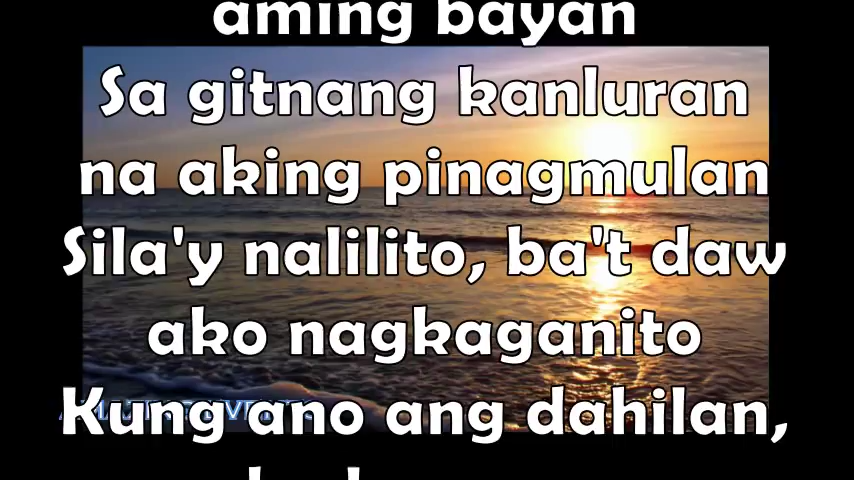 aming bayan
Sa gitnang kanluran
na aking pinagmulan
Sila'y nalilito, ba't daw
ako nagkaganito
Kung ano ang dahilan,